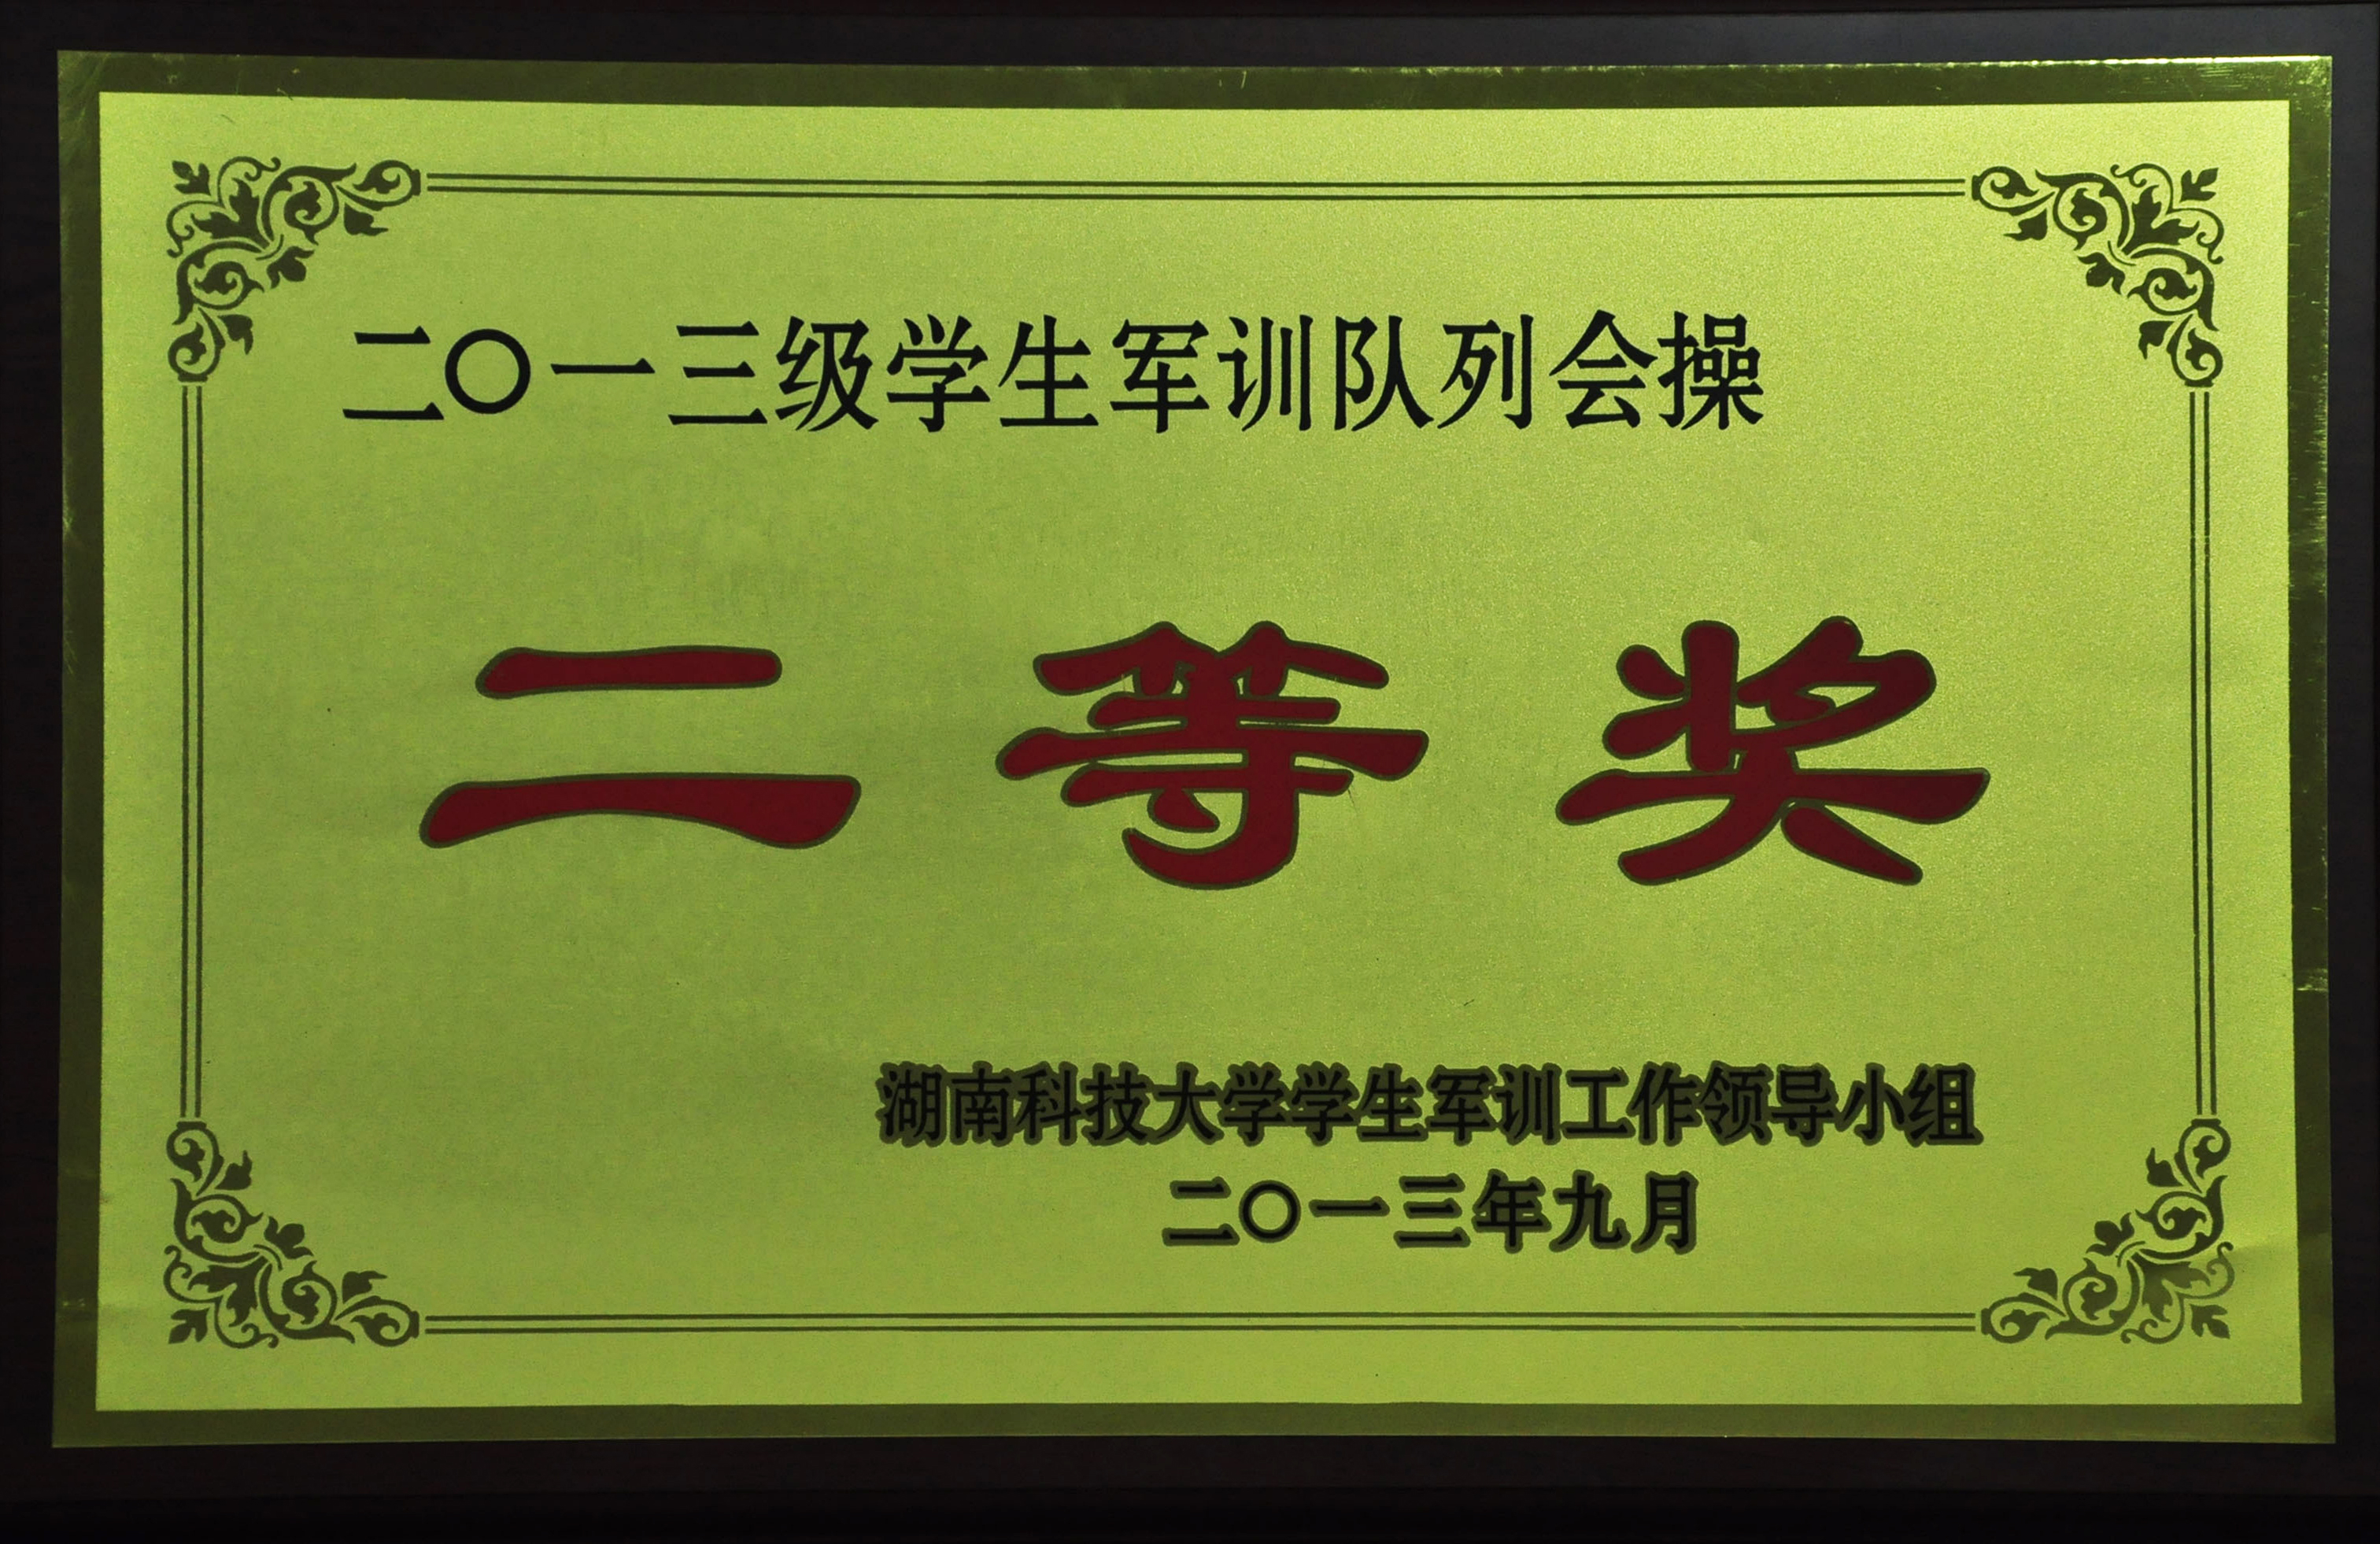 二〇一三级学生军训队列会操
二等奖
湖南科技大学学生军训工作领导小组
二〇一三年九月